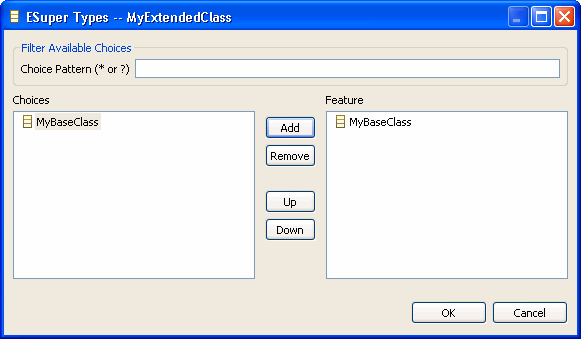 ESuper Types -- MyExtendedClass
Filter Available Choices
Choice Pattern (* or ?)
Choices
Feature
MyBaseClass
MyBaseClass
Add
Remove
Up
Down
OK
Cancel